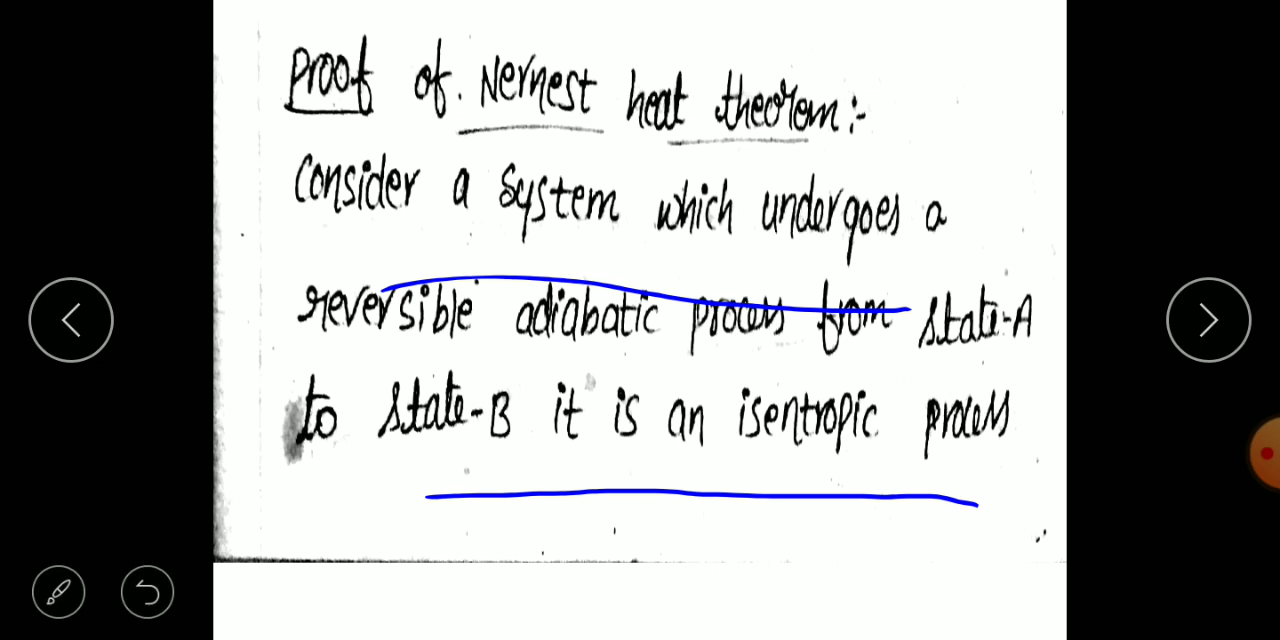 Proof of. Nernest heat theorem :-
Consider a system which undergoes a
reversible adiabatic process from state-A
to state-B it is an isentropic process